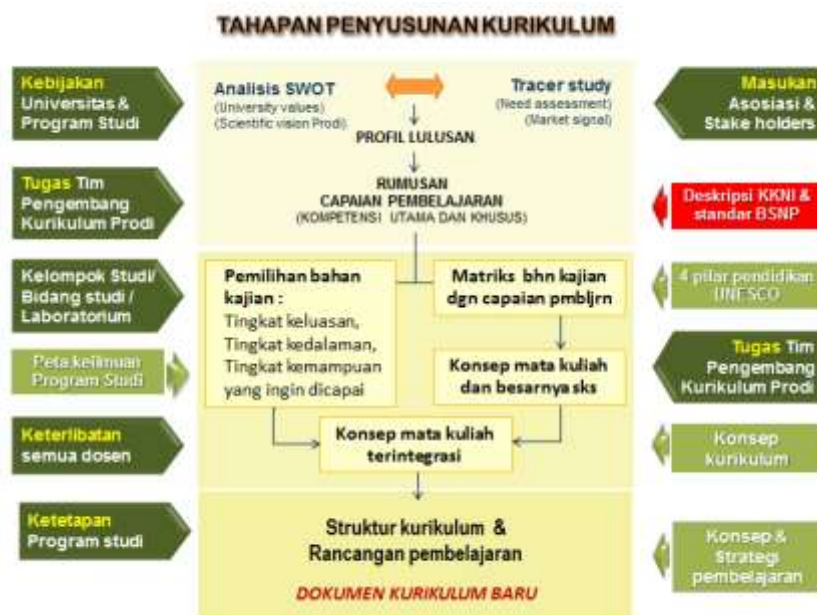 TAHAPAN PENYUSUNAN KURIKULUM
Kebijakan
Universitas &
Program Studi
Analisis SWOT
(University values)
(Scientific vision Prodi)
Tracer study
(Need assessment)
(Market signal)
Masukan
Asosiasi &
Stake holders
PROFIL LULUSAN
Tugas Tim
Pengembang
Kurikulum Prodi
RUMUSAN
CAPAIAN PEMBELAJARAN
(KOMPETENSI UTAMA DAN KHUSUS)
Deskripsi KKNI &
standar BSNP
Kelompok Studi/
Bidang studi /
Laboratorium
Pemilihan bahan
kajian :
Tingkat keluasan,
Tingkat kedalaman,
Tingkat kemampuan
yang ingin dicapai
Matriks bhn kajian
dgn capaian pmbljrn
4 pilar pendidikan
UNESCO
Peta keilmuan
Program Studi
Konsep mata kuliah
dan besarnya sks
Tugas Tim
Pengembang
Kurikulum Prodi
Keterlibatan
semua dosen
Konsep mata kuliah
terintegrasi
Konsep
kurikulum
Ketetapan
Program studi
Struktur kurikulum &
Rancangan pembelajaran
DOKUMEN KURIKULUM BARU
Konsep &
Strategi
pembelajaran